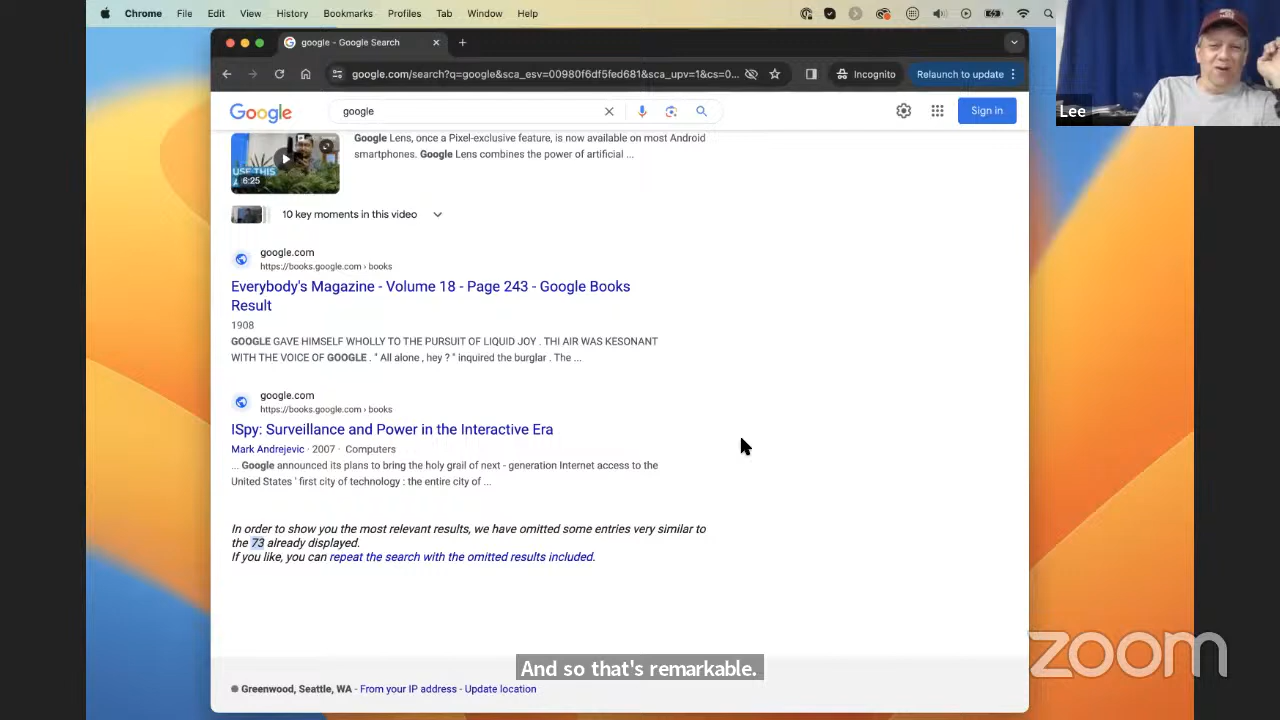 Chrome File Edit View History Bookmarks Profiles Tab Window Help
google - Google Search
google.com/search?q=google&sca_esv=00980f6df5fed681&sca_upv=1&cs=0...
Incognito
Relaunch to update
Lee
Google
google
Sign in
Google Lens, once a Pixel-exclusive feature, is now available on most Android
smartphones. Google Lens combines the power of artificial ...
USE THIS
6:25
10 key moments in this video
google.com
https://books.google.com › books
Everybody's Magazine - Volume 18 - Page 243 - Google Books
Result
1908
GOOGLE GAVE HIMSELF WHOLLY TO THE PURSUIT OF LIQUID JOY . THI AIR WAS KESONANT
WITH THE VOICE OF GOOGLE . " All alone , hey ? " inquired the burglar . The ...
google.com
https://books.google.com › books
ISpy: Surveillance and Power in the Interactive Era
Mark Andrejevic · 2007 · Computers
... Google announced its plans to bring the holy grail of next - generation Internet access to the
United States ' first city of technology : the entire city of ...
In order to show you the most relevant results, we have omitted some entries very similar to
the 73 already displayed.
If you like, you can repeat the search with the omitted results included.
zoom
And so that's remarkable.
Greenwood, Seattle, WA - From your IP address - Update location